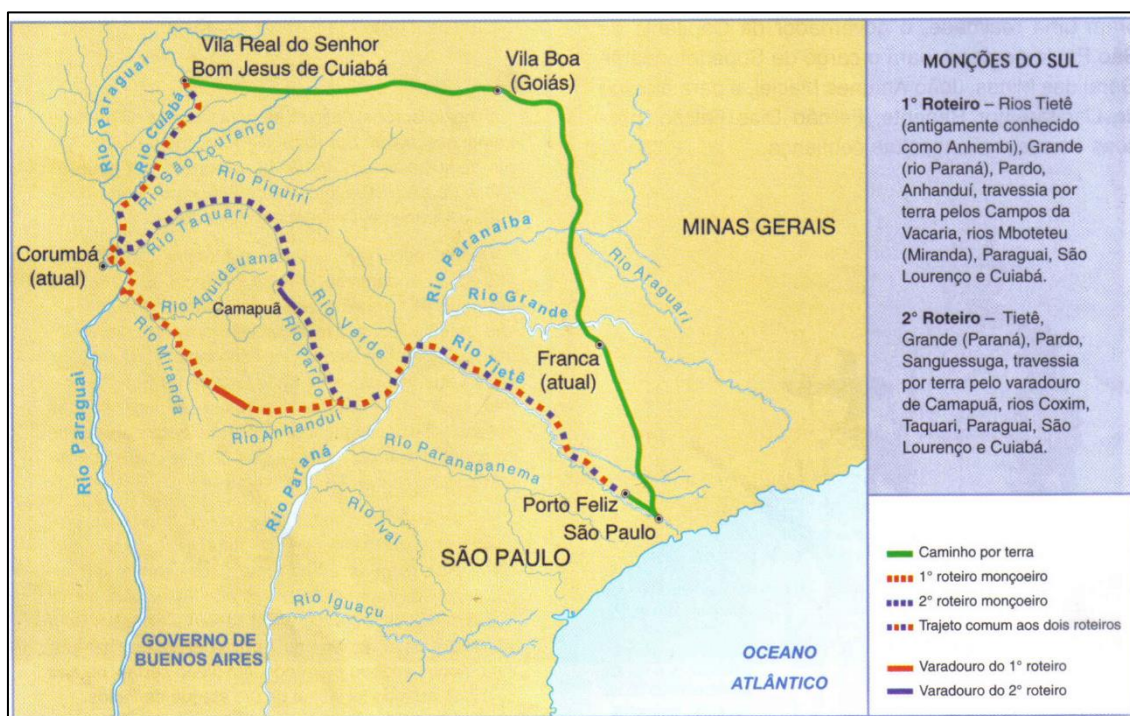 Vila Real do Senhor
Bom Jesus de Cuiabá
Vila Boa
(Goiás)
Rio Paraguai
Rio Cuiabá
Rio São Lourenço
Rio Piquiri
Rio Taquari
Corumbá
(atual)
Rio Aquidauana
Camapuã
Rio Verde
Rio Pardo
Rio Miranda
Rio Anhanduí
Rio Paranaíba
MINAS GERAIS
Rio Araguari
Rio Grande
Franca
(atual)
Rio Tietê
Rio Paraguai
Rio Paraná
Rio Paranapanema
Porto Feliz
São Paulo
Rio Ivaí
SÃO PAULO
Rio Iguaçu
GOVERNO DE
BUENOS AIRES
OCEANO
ATLÂNTICO
MONÇÕES DO SUL
1° Roteiro – Rios Tietê
(antigamente conhecido
como Anhembi), Grande
(rio Paraná), Pardo,
Anhanduí, travessia por
terra pelos Campos da
Vacaria, rios Mboteteu
(Miranda), Paraguai, São
Lourenço e Cuiabá.
2° Roteiro – Tietê,
Grande (Paraná), Pardo,
Sanguessuga, travessia
por terra pelo varadouro
de Camapuã, rios Coxim,
Taquari, Paraguai, São
Lourenço e Cuiabá.
Caminho por terra
1° roteiro monçoeiro
2° roteiro monçoeiro
Trajeto comum aos dois roteiros
Varadouro do 1° roteiro
Varadouro do 2° roteiro